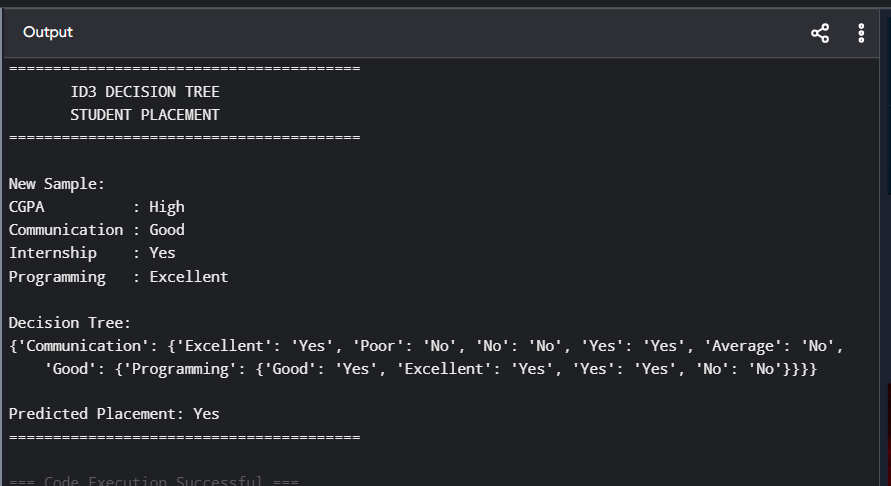 Output
========================================
ID3 DECISION TREE
STUDENT PLACEMENT
========================================
New Sample:
CGPA          : High
Communication : Good
Internship    : Yes
Programming   : Excellent
Decision Tree:
{'Communication': {'Excellent': 'Yes', 'Poor': 'No', 'No': 'No', 'Yes': 'Yes', 'Average': 'No',
'Good': {'Programming': {'Good': 'Yes', 'Excellent': 'Yes', 'Yes': 'Yes', 'No': 'No'}}}}
Predicted Placement: Yes
========================================
=== Code Execution Successful ===